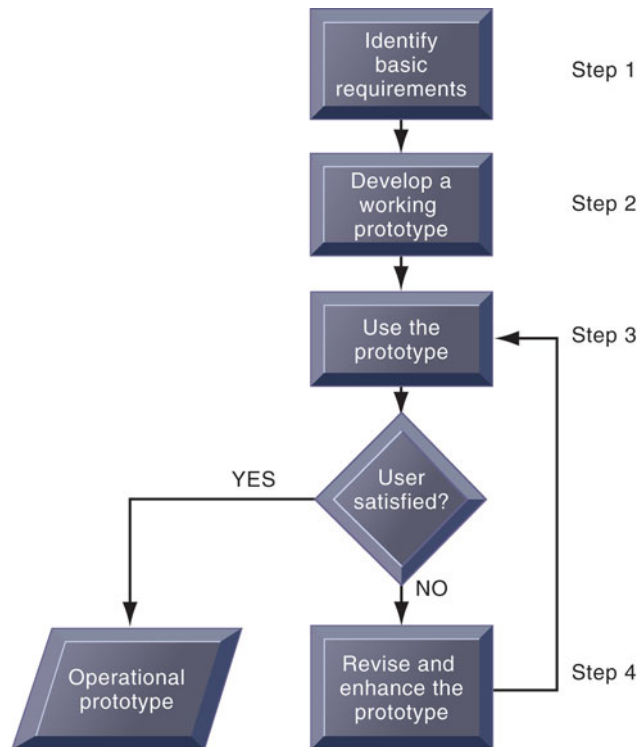 Identify
basic
requirements
Step 1
Develop a
working
prototype
Step 2
Use the
prototype
Step 3
User
satisfied?
YES
NO
Operational
prototype
Revise and
enhance the
prototype
Step 4